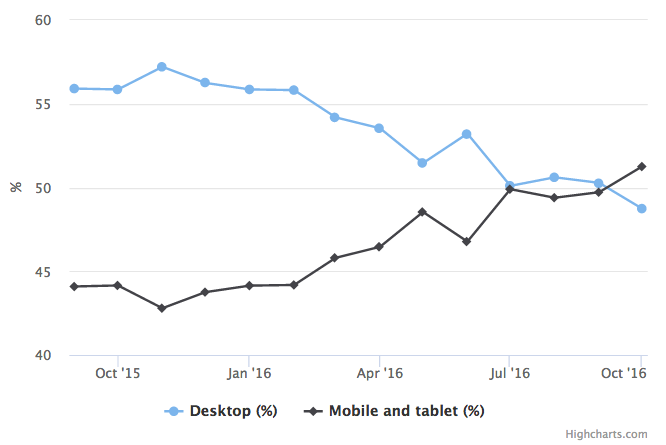 60
55
50
45
40
%
Oct '15
Jan '16
Apr '16
Jul '16
Oct '16
Desktop (%)
Mobile and tablet (%)
Highcharts.com